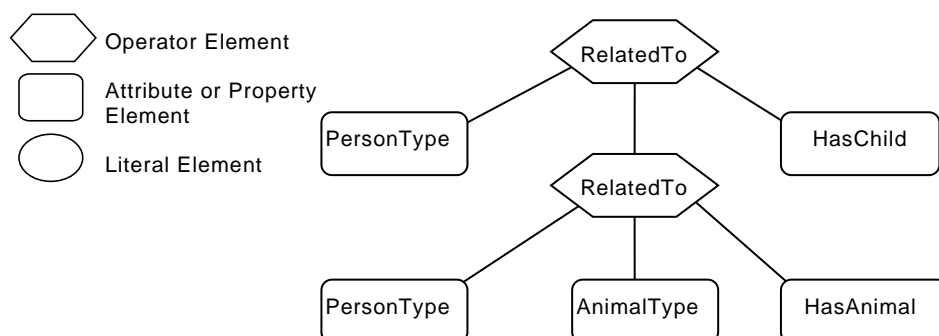 Operator Element
Attribute or Property
Element
Literal Element
RelatedTo
PersonType
HasChild
RelatedTo
PersonType
AnimalType
HasAnimal